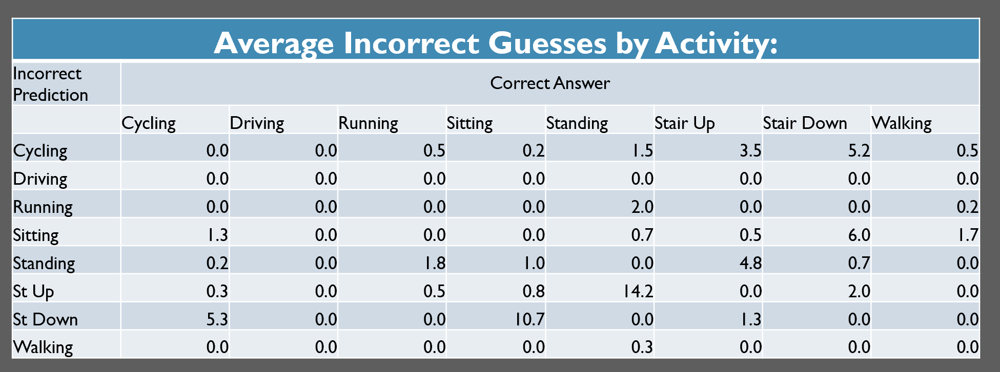 Average Incorrect Guesses by Activity:
Incorrect Prediction Correct Answer
Cycling Driving Running Sitting Standing Stair Up Stair Down Walking
Cycling 0.0 0.0 0.5 0.2 1.5 3.5 5.2 0.5
Driving 0.0 0.0 0.0 0.0 0.0 0.0 0.0 0.0
Running 0.0 0.0 0.0 0.0 2.0 0.0 0.0 0.2
Sitting 1.3 0.0 0.0 0.0 0.7 0.5 6.0 1.7
Standing 0.2 0.0 1.8 1.0 0.0 4.8 0.7 0.0
St Up 0.3 0.0 0.5 0.8 14.2 0.0 2.0 0.0
St Down 5.3 0.0 0.0 10.7 0.0 1.3 0.0 0.0
Walking 0.0 0.0 0.0 0.0 0.3 0.0 0.0 0.0